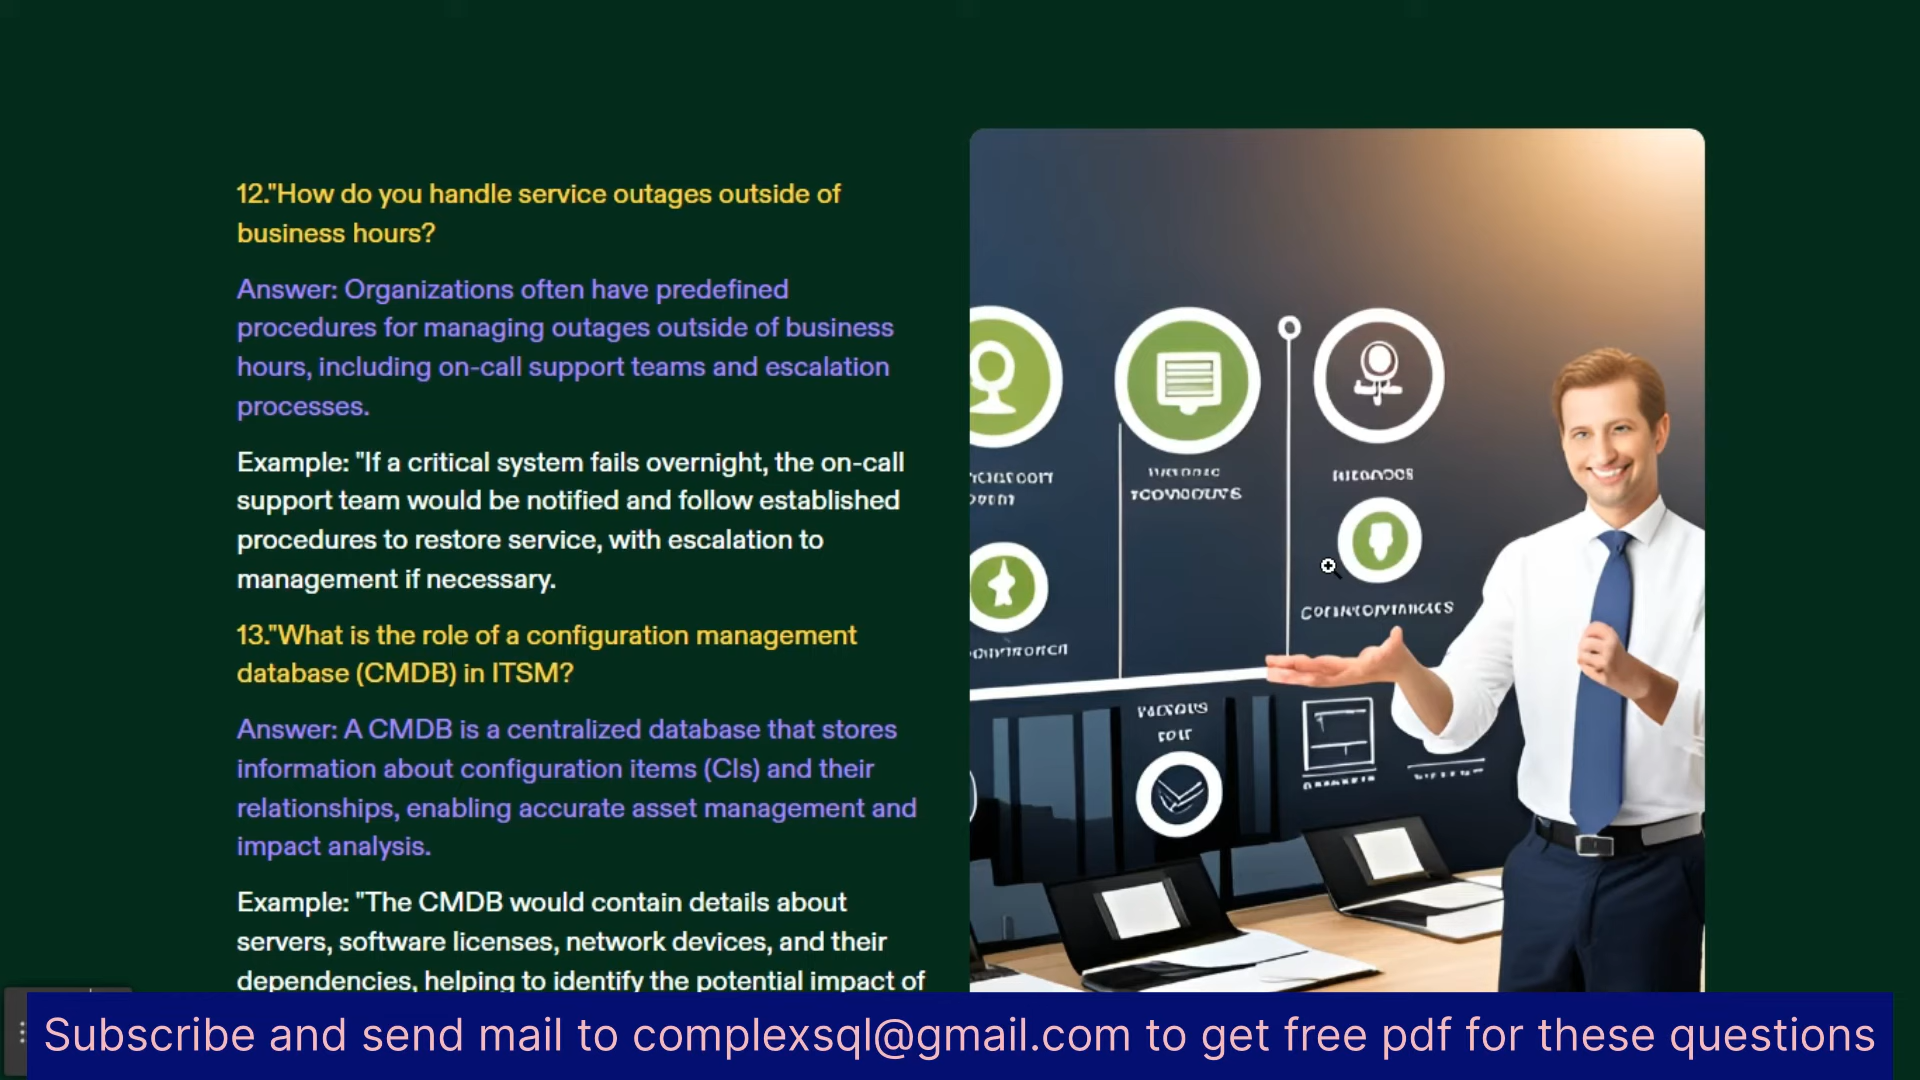 12."How do you handle service outages outside of
business hours?
Answer: Organizations often have predefined
procedures for managing outages outside of business
hours, including on-call support teams and escalation
processes.
Example: "If a critical system fails overnight, the on-call
support team would be notified and follow established
procedures to restore service, with escalation to
management if necessary.
13."What is the role of a configuration management
database (CMDB) in ITSM?
Answer: A CMDB is a centralized database that stores
information about configuration items (CIs) and their
relationships, enabling accurate asset management and
impact analysis.
Example: "The CMDB would contain details about
servers, software licenses, network devices, and their
dependencies, helping to identify the potential impact of
Subscribe and send mail to complexsql@gmail.com to get free pdf for these questions